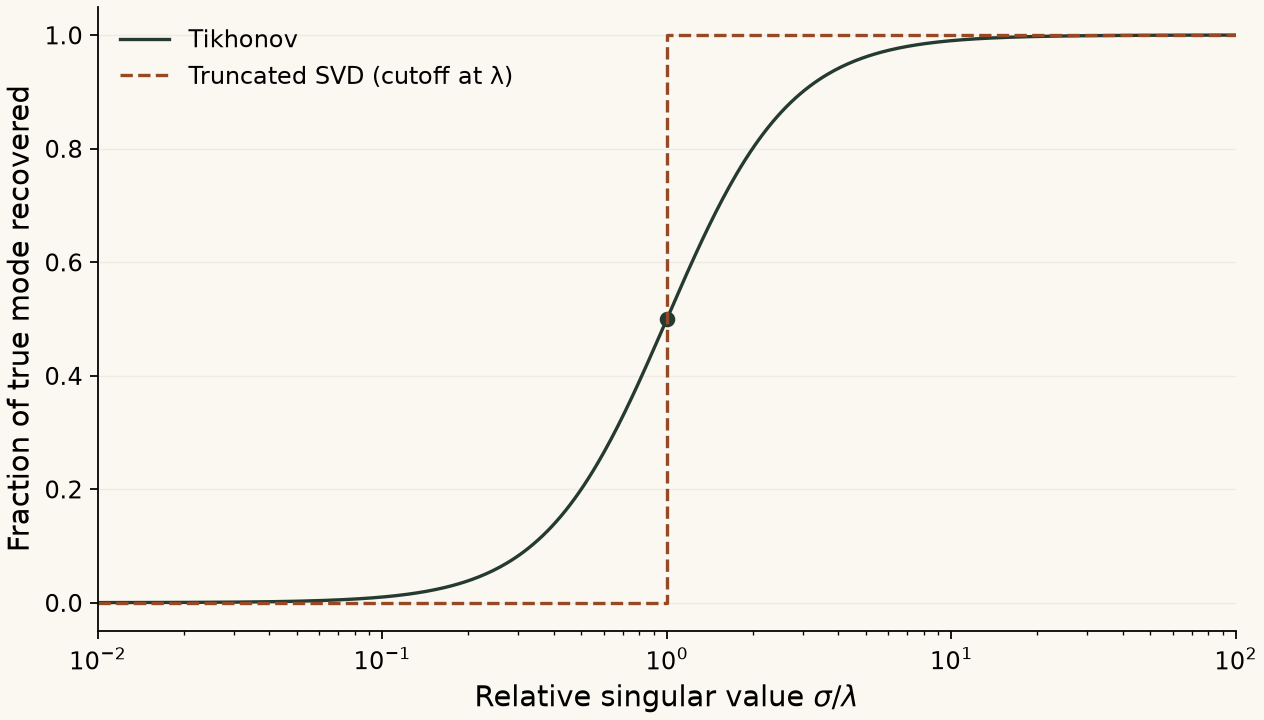 Tikhonov
Truncated SVD (cutoff at λ)
Fraction of true mode recovered
1.0
0.8
0.6
0.4
0.2
0.0
10⁻² 10⁻¹ 10⁰ 10¹ 10²
Relative singular value σ/λ